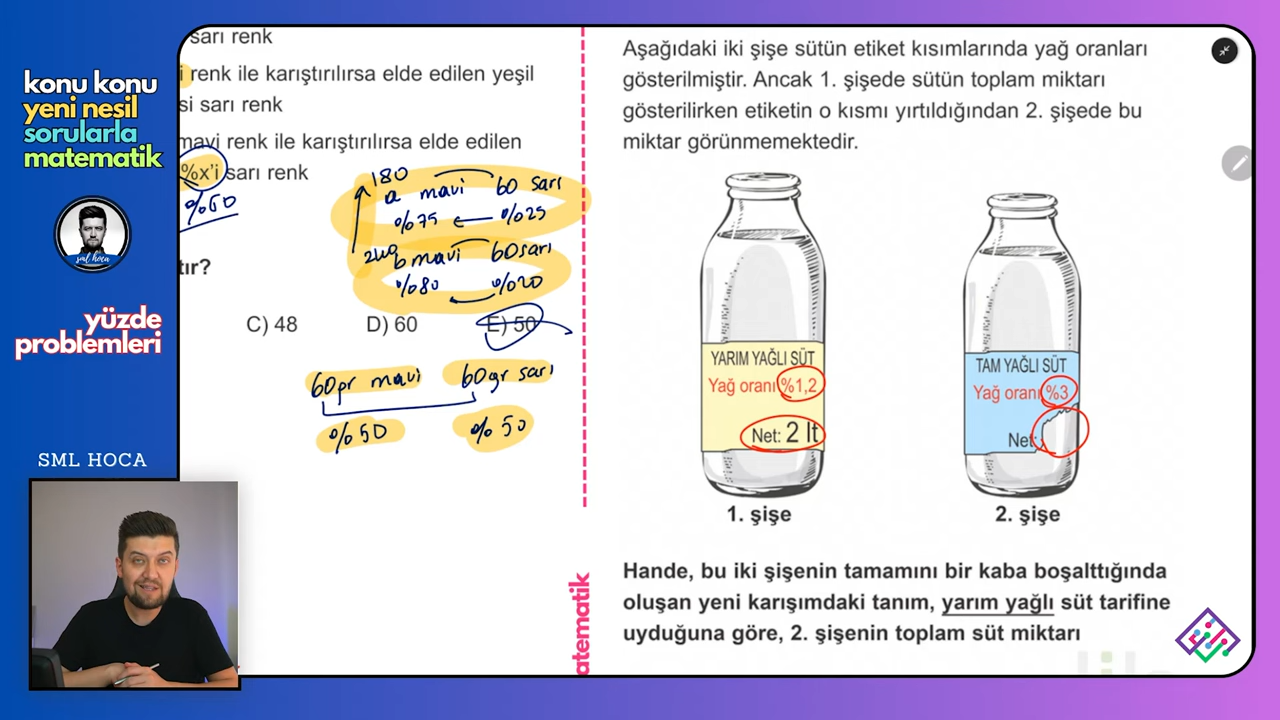 konu konu
yeni nesil
sorularla
matematik
sml hoca
yüzde
problemleri
SML HOCA
sarı renk
i renk ile karıştırılırsa elde edilen yeşil
si sarı renk
mavi renk ile karıştırılırsa elde edilen
%x'i sarı renk
%50
180
a mavi 60 sarı
%75 %25
240
b mavi 60 sarı
%80 %20
tır?
C) 48 D) 60 E) 50
60gr mavi 60gr sarı
%50 %50
atematik
Aşağıdaki iki şişe sütün etiket kısımlarında yağ oranları
gösterilmiştir. Ancak 1. şişede sütün toplam miktarı
gösterilirken etiketin o kısmı yırtıldığından 2. şişede bu
miktar görünmemektedir.
YARIM YAĞLI SÜT
Yağ oranı %1,2
Net: 2 lt
1. şişe
TAM YAĞLI SÜT
Yağ oranı %3
Net:
2. şişe
Hande, bu iki şişenin tamamını bir kaba boşalttığında
oluşan yeni karışımdaki tanım, yarım yağlı süt tarifine
uyduğuna göre, 2. şişenin toplam süt miktarı